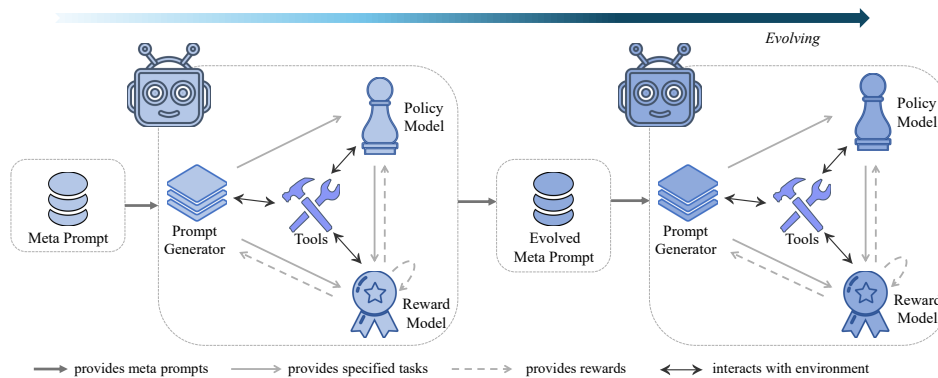 Evolving
Policy
Model
Meta Prompt
Prompt
Generator
Tools
Reward
Model
Evolved
Meta Prompt
Policy
Model
Prompt
Generator
Tools
Reward
Model
provides meta prompts
provides specified tasks
provides rewards
interacts with environment